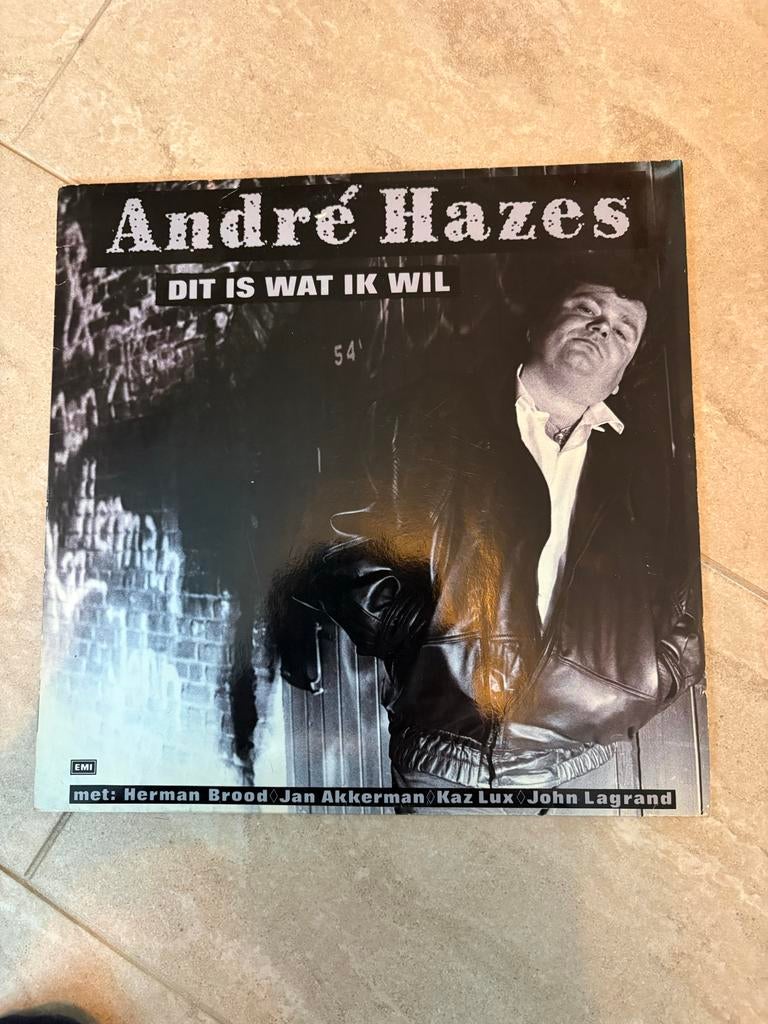 André Hazes
DIT IS WAT IK WIL
54'
EMI
met: Herman Brood◊Jan Akkerman◊Kaz Lux◊John Lagrand